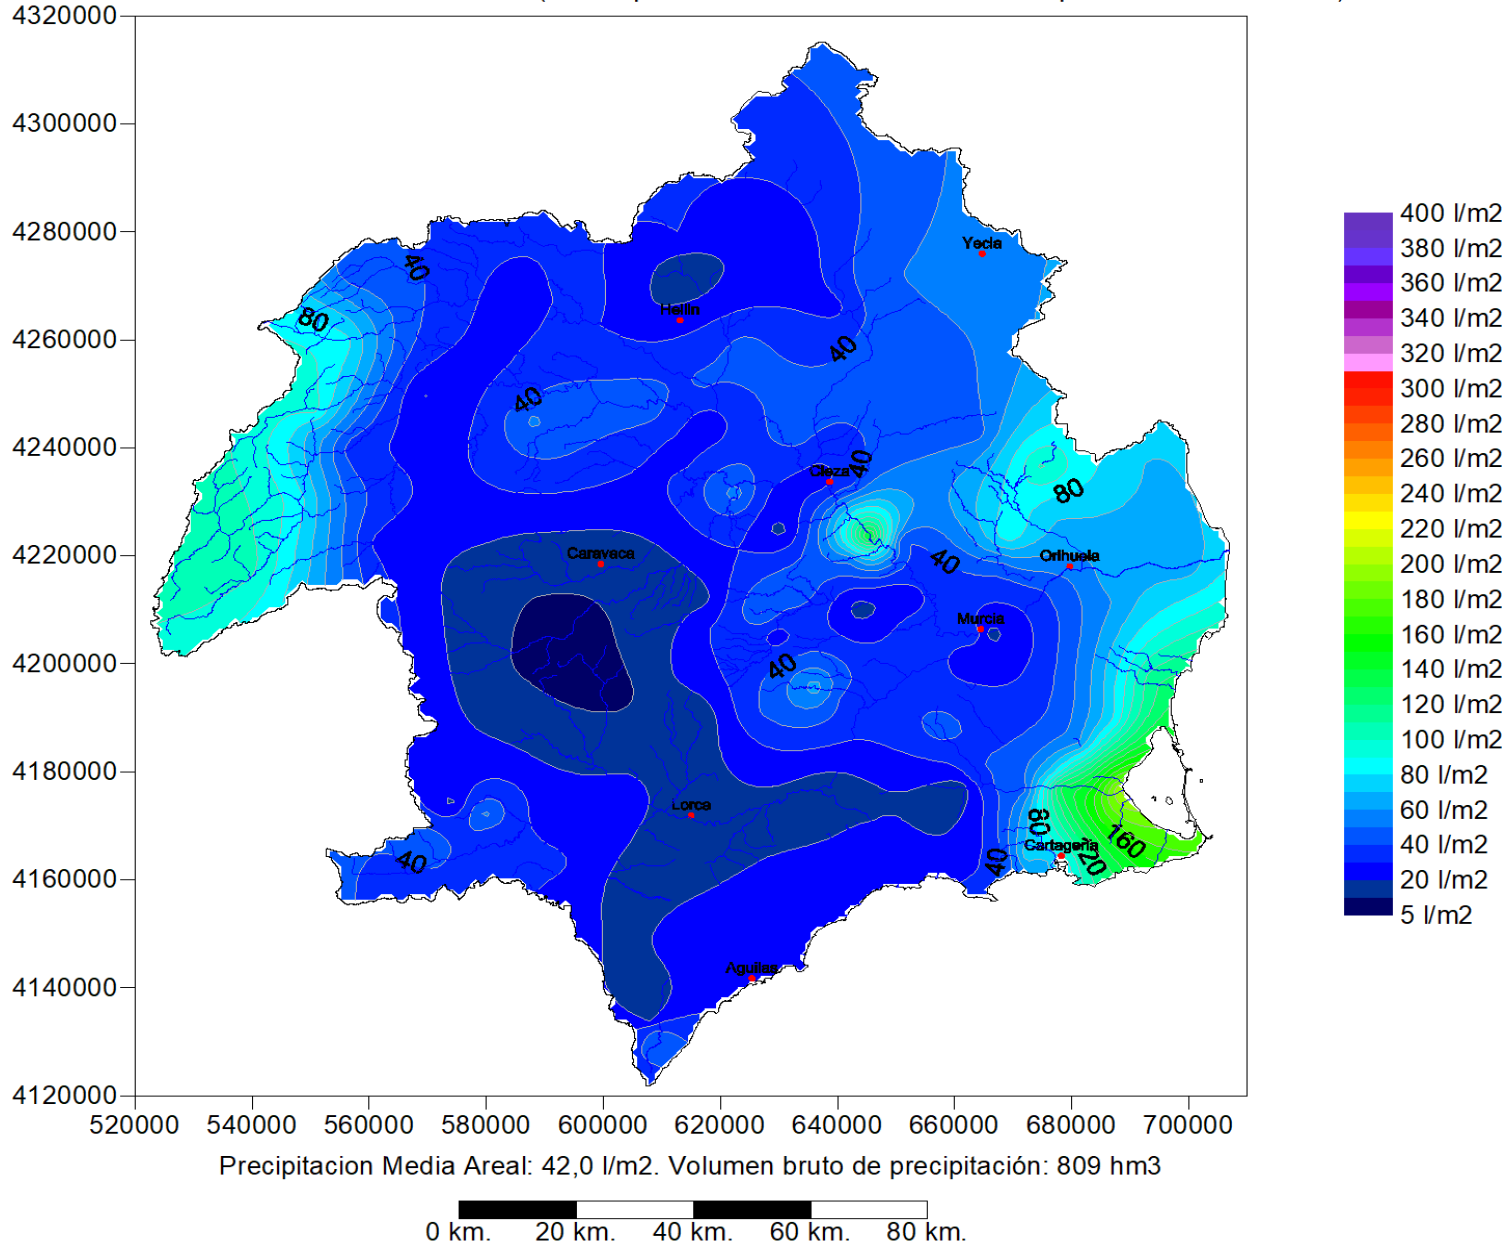 4320000
4300000
4280000
4260000
4240000
4220000
4200000
4180000
4160000
4140000
4120000
520000 540000 560000 580000 600000 620000 640000 660000 680000 700000
Yecla
40
80
Hellin
40
40
40
Cieza
80
Caravaca
40
Orihuela
Murcia
40
Lorca
80
160
Cartagena
120
40
40
Aguilas
400 l/m2
380 l/m2
360 l/m2
340 l/m2
320 l/m2
300 l/m2
280 l/m2
260 l/m2
240 l/m2
220 l/m2
200 l/m2
180 l/m2
160 l/m2
140 l/m2
120 l/m2
100 l/m2
80 l/m2
60 l/m2
40 l/m2
20 l/m2
5 l/m2
Precipitacion Media Areal: 42,0 l/m2. Volumen bruto de precipitación: 809 hm3
0 km. 20 km. 40 km. 60 km. 80 km.